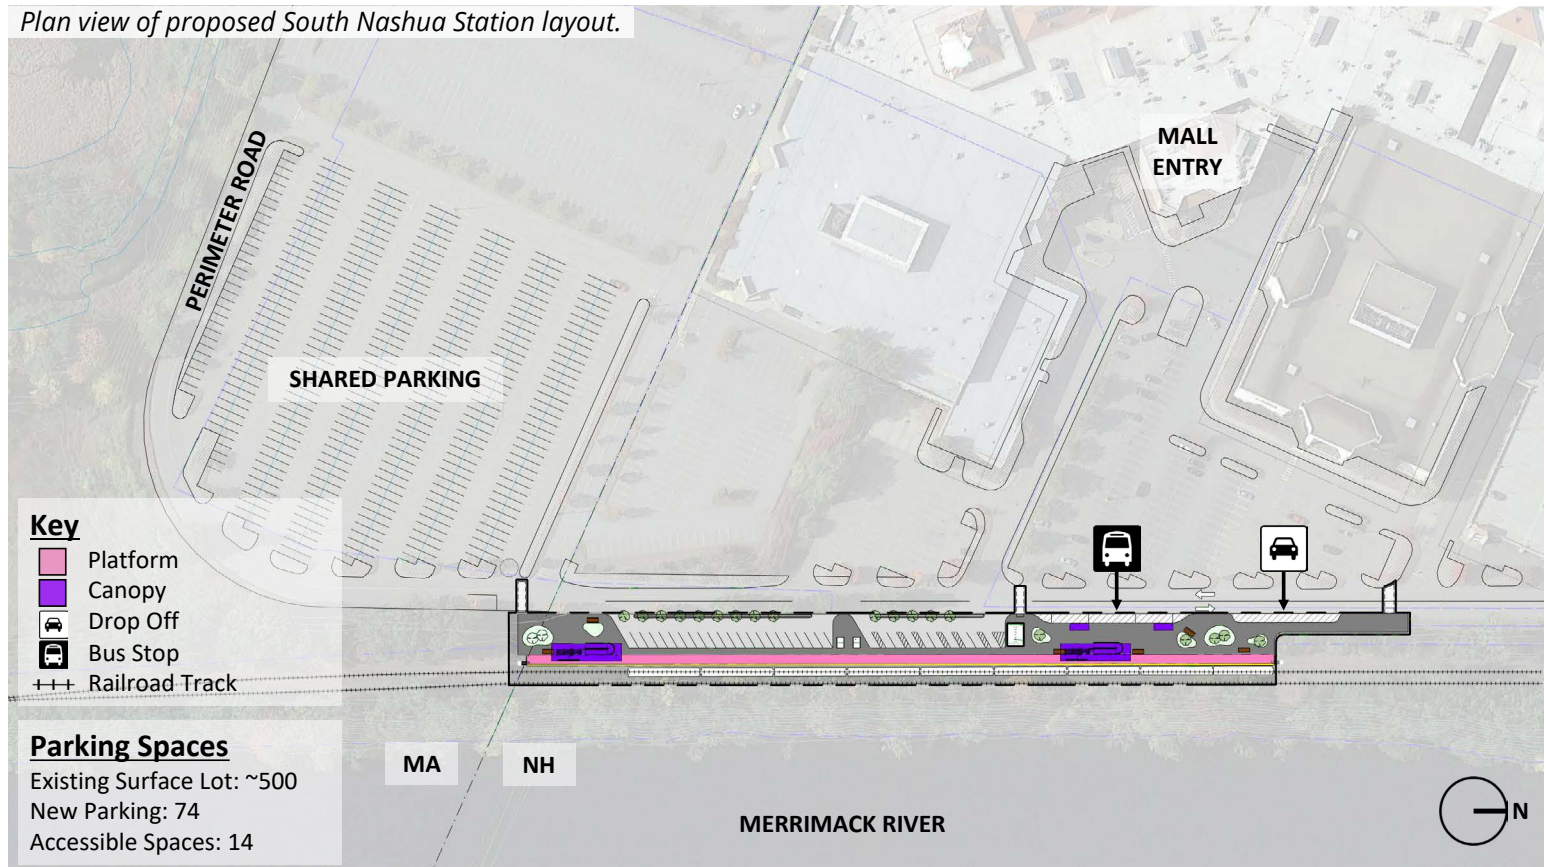 Plan view of proposed South Nashua Station layout.
MALL
ENTRY
PERIMETER ROAD
SHARED PARKING
Key
Platform
Canopy
Drop Off
Bus Stop
Railroad Track
Parking Spaces
Existing Surface Lot: ~500
New Parking: 74
Accessible Spaces: 14
MA
NH
MERRIMACK RIVER
N